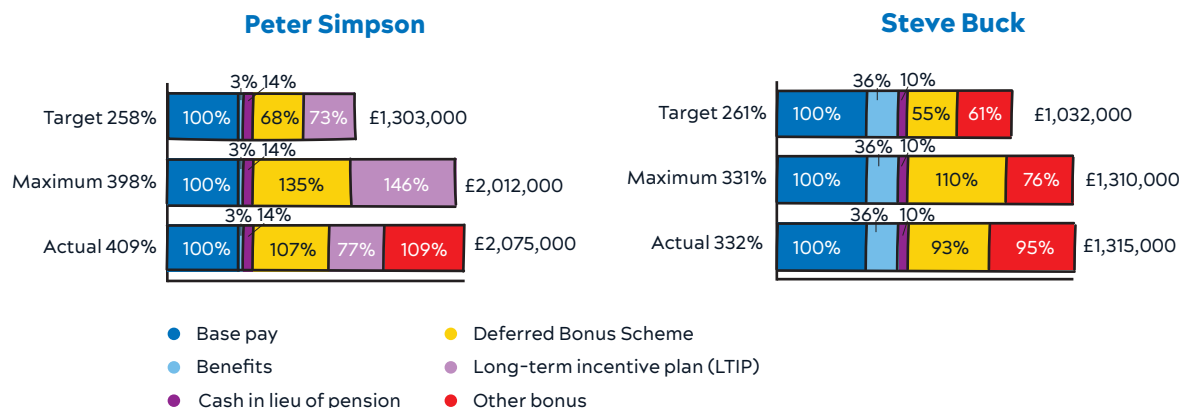 Peter Simpson
3% 14%
Target 258% 100% 68% 73% £1,303,000
3% 14%
Maximum 398% 100% 135% 146% £2,012,000
3% 14%
Actual 409% 100% 107% 77% 109% £2,075,000
Steve Buck
36% 10%
Target 261% 100% 55% 61% £1,032,000
36% 10%
Maximum 331% 100% 110% 76% £1,310,000
36% 10%
Actual 332% 100% 93% 95% £1,315,000
Base pay
Benefits
Cash in lieu of pension
Deferred Bonus Scheme
Long-term incentive plan (LTIP)
Other bonus